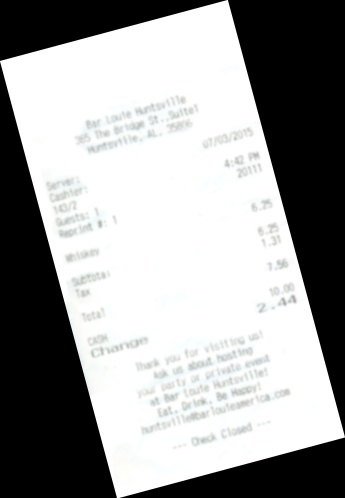 Bar Louie Huntsville
365 The Bridge St., Suite1
Huntsville, AL, 35806
07/03/2015
Server:
Cashier: 4:42 PM
143/2 20111
Guests: 1
Reprint #: 1
Whiskey 6.25
Subtotal 6.25
Tax 1.31
Total 7.56
CASH 10.00
Change 2.44
Thank you for visiting us!
Ask us about hosting
your party or private event
at Bar Louie Huntsville!
Eat, Drink, Be Happy!
huntsville@barlouieamerica.com
--- Check Closed ---